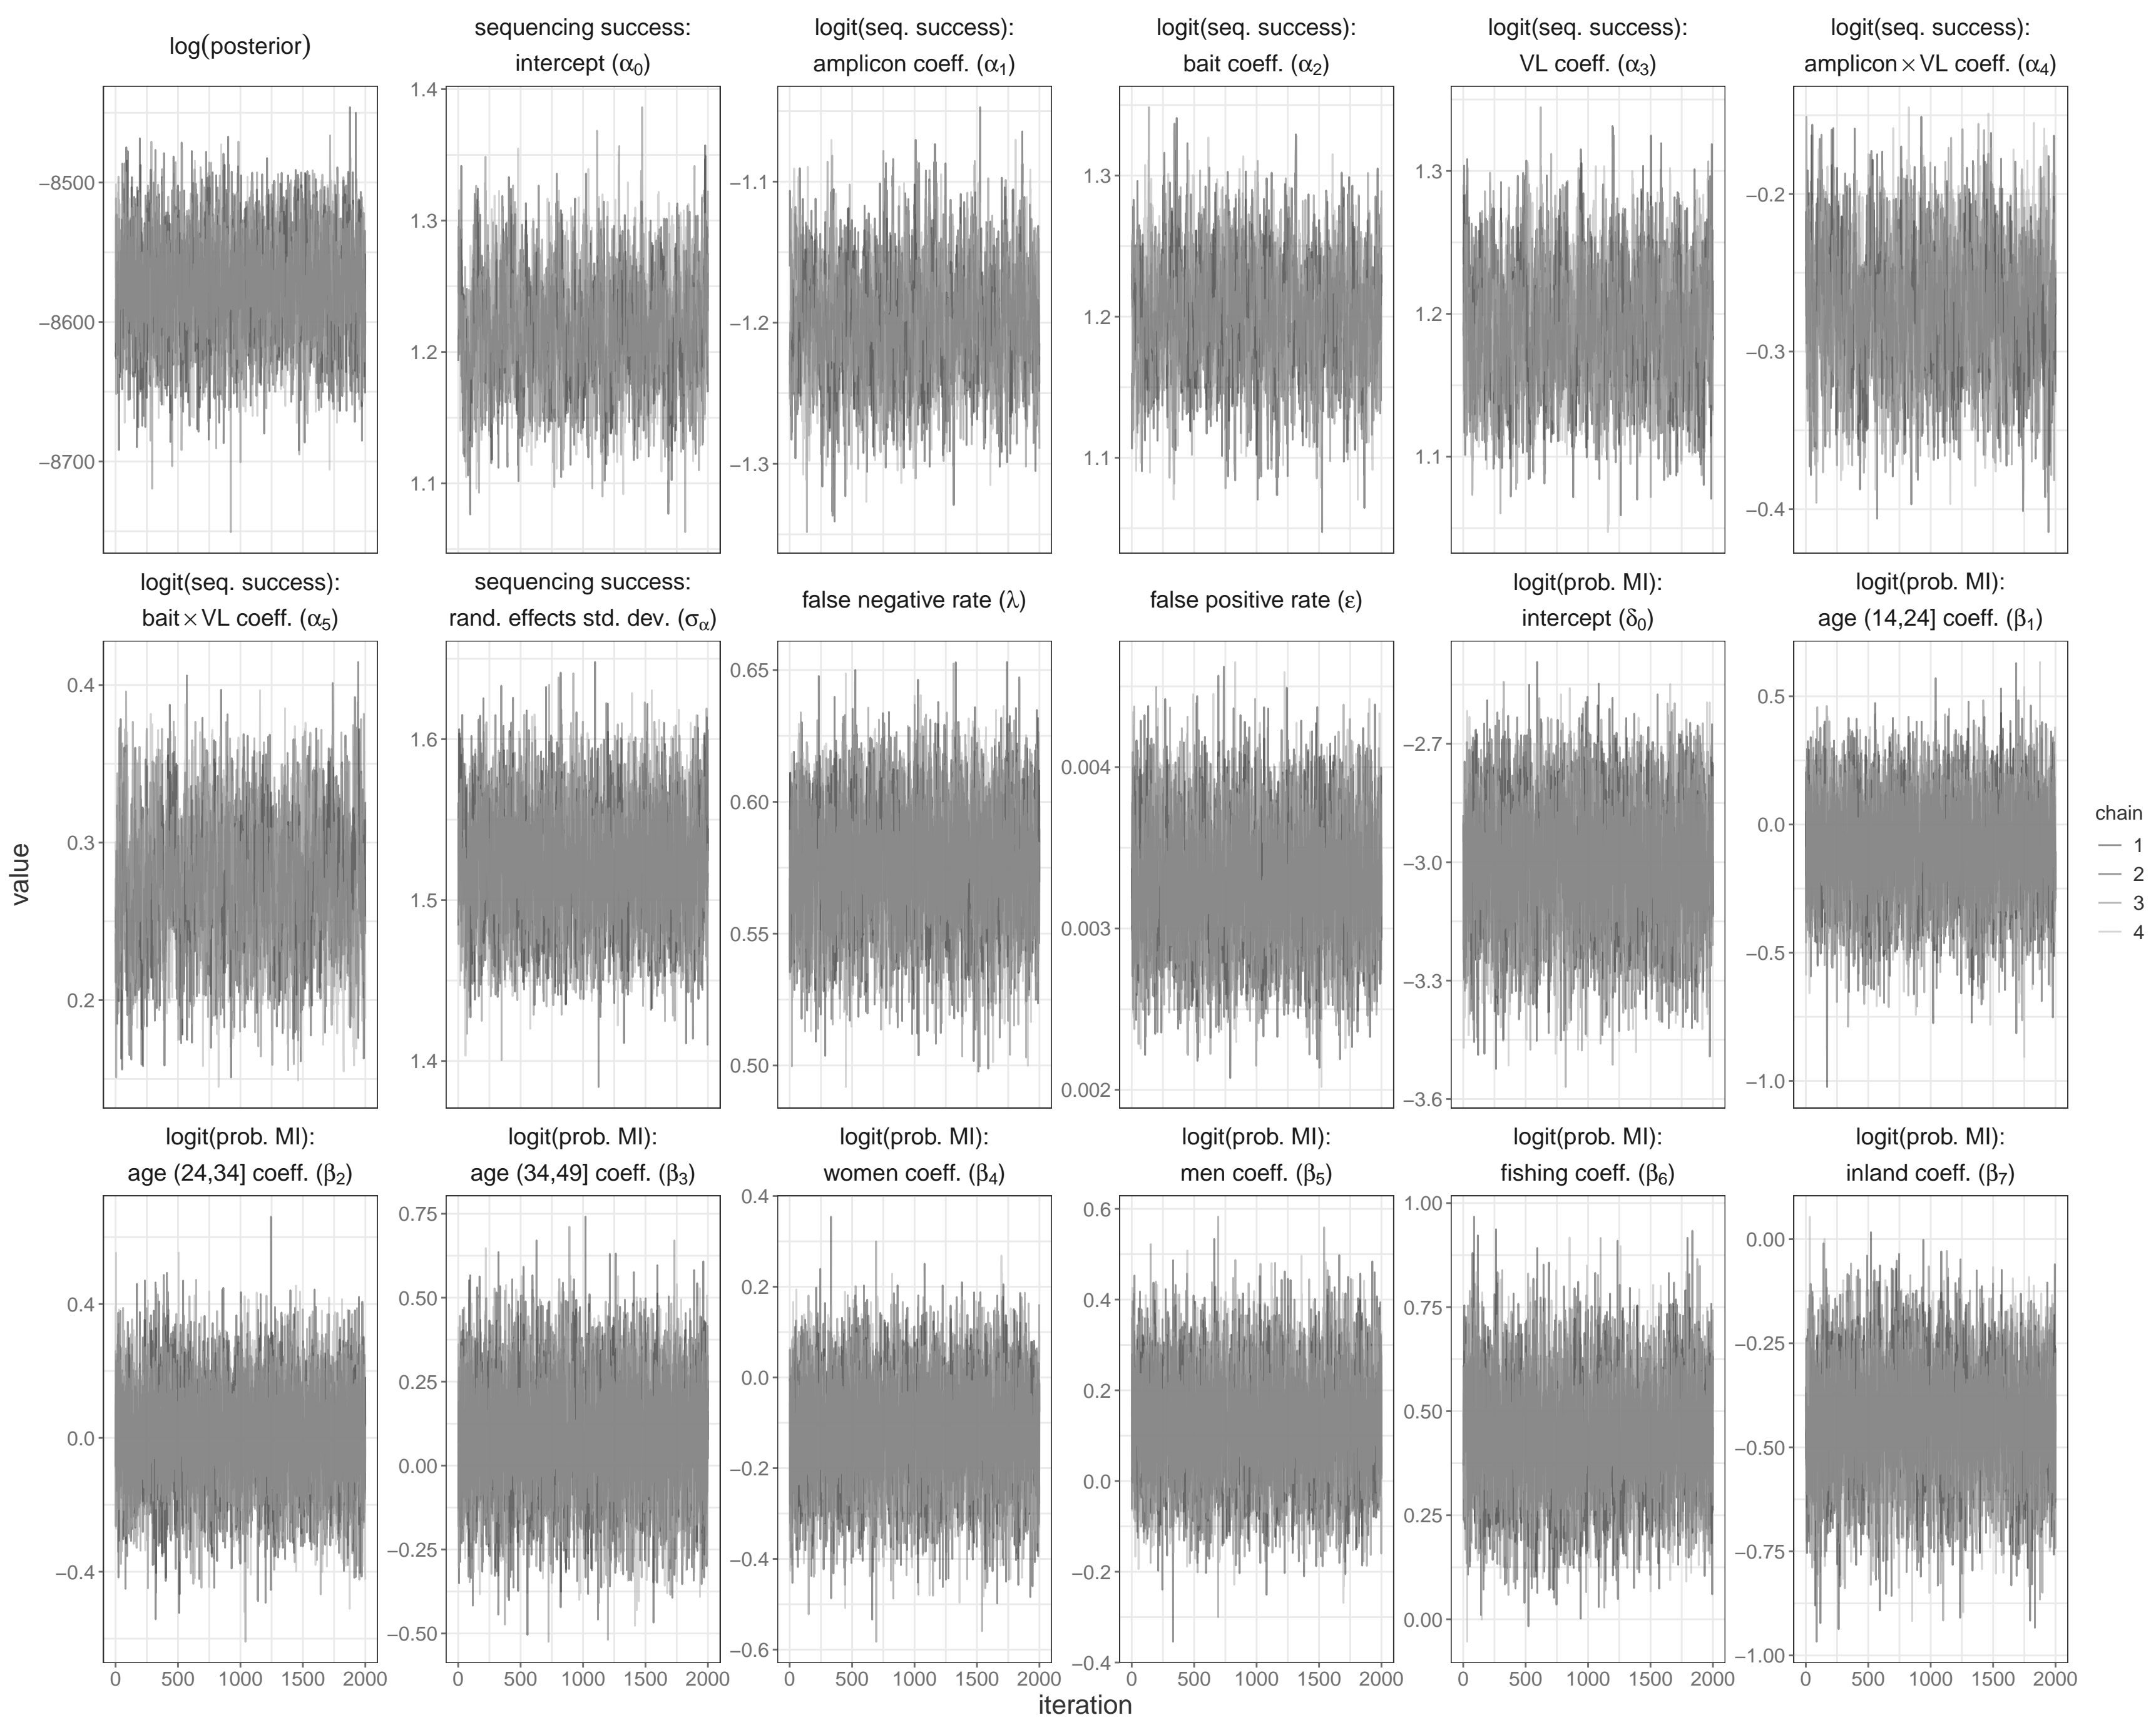 log(posterior)
sequencing success:
intercept (α0)
logit(seq. success):
amplicon coeff. (α1)
logit(seq. success):
bait coeff. (α2)
logit(seq. success):
VL coeff. (α3)
logit(seq. success):
amplicon×VL coeff. (α4)
−8500
−8600
−8700
1.4
1.3
1.2
1.1
−1.1
−1.2
−1.3
1.3
1.2
1.1
1.3
1.2
1.1
−0.2
−0.3
−0.4
logit(seq. success):
bait×VL coeff. (α5)
sequencing success:
rand. effects std. dev. (σα)
false negative rate (λ)
false positive rate (ε)
logit(prob. MI):
intercept (δ0)
logit(prob. MI):
age (14,24] coeff. (β1)
0.4
0.3
0.2
1.6
1.5
1.4
0.65
0.60
0.55
0.50
0.004
0.003
0.002
−2.7
−3.0
−3.3
−3.6
0.5
0.0
−0.5
−1.0
value
chain
1
2
3
4
logit(prob. MI):
age (24,34] coeff. (β2)
logit(prob. MI):
age (34,49] coeff. (β3)
logit(prob. MI):
women coeff. (β4)
logit(prob. MI):
men coeff. (β5)
logit(prob. MI):
fishing coeff. (β6)
logit(prob. MI):
inland coeff. (β7)
0.4
0.0
−0.4
0.75
0.50
0.25
0.00
−0.25
−0.50
0.4
0.2
0.0
−0.2
−0.4
−0.6
0.6
0.4
0.2
0.0
−0.2
−0.4
1.00
0.75
0.50
0.25
0.00
0.00
−0.25
−0.50
−0.75
−1.00
0 500 1000 1500 2000
0 500 1000 1500 2000
0 500 1000 1500 2000
0 500 1000 1500 2000
0 500 1000 1500 2000
0 500 1000 1500 2000
iteration